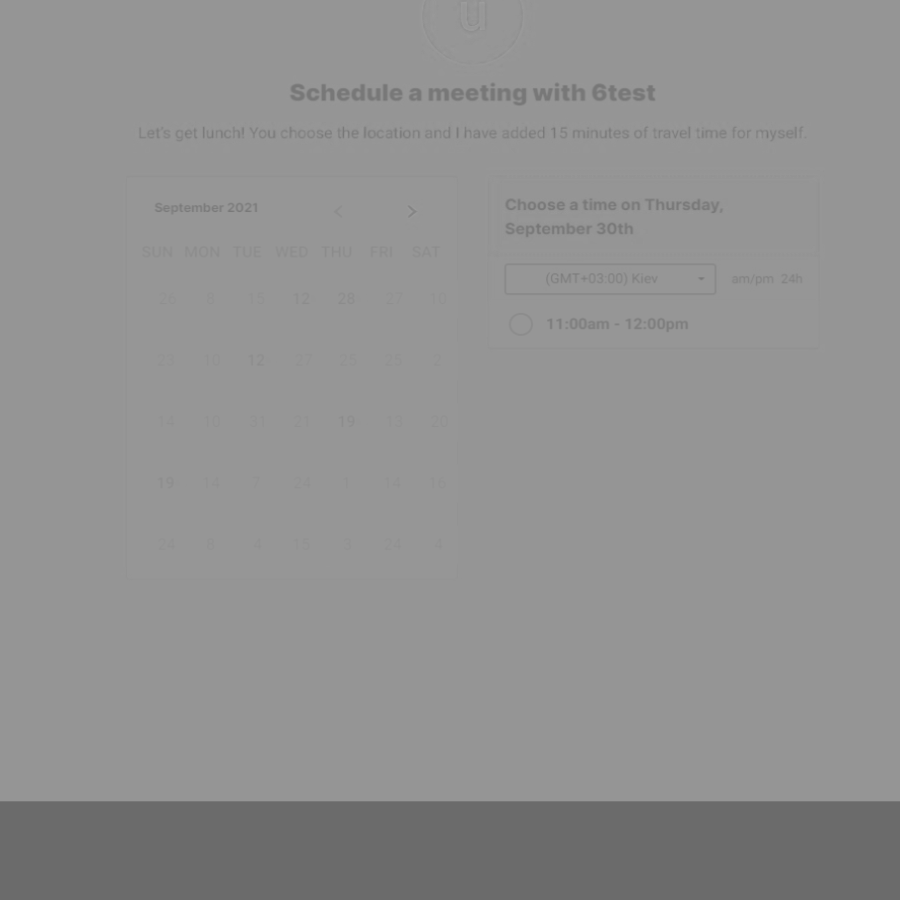 Schedule a meeting with 6test
Let's get lunch! You choose the location and I have added 15 minutes of travel time for myself.
September 2021
SUN MON TUE WED THU FRI SAT
26 8 15 12 28 27 10
23 18 12 27 25 26 2
14 19 31 21 19 13 20
19 14 7 24 1 14 16
24 8 4 15 3 24 4
Choose a time on Thursday,
September 30th
(GMT+03:00) Kiev am/pm 24h
11:00am - 12:00pm